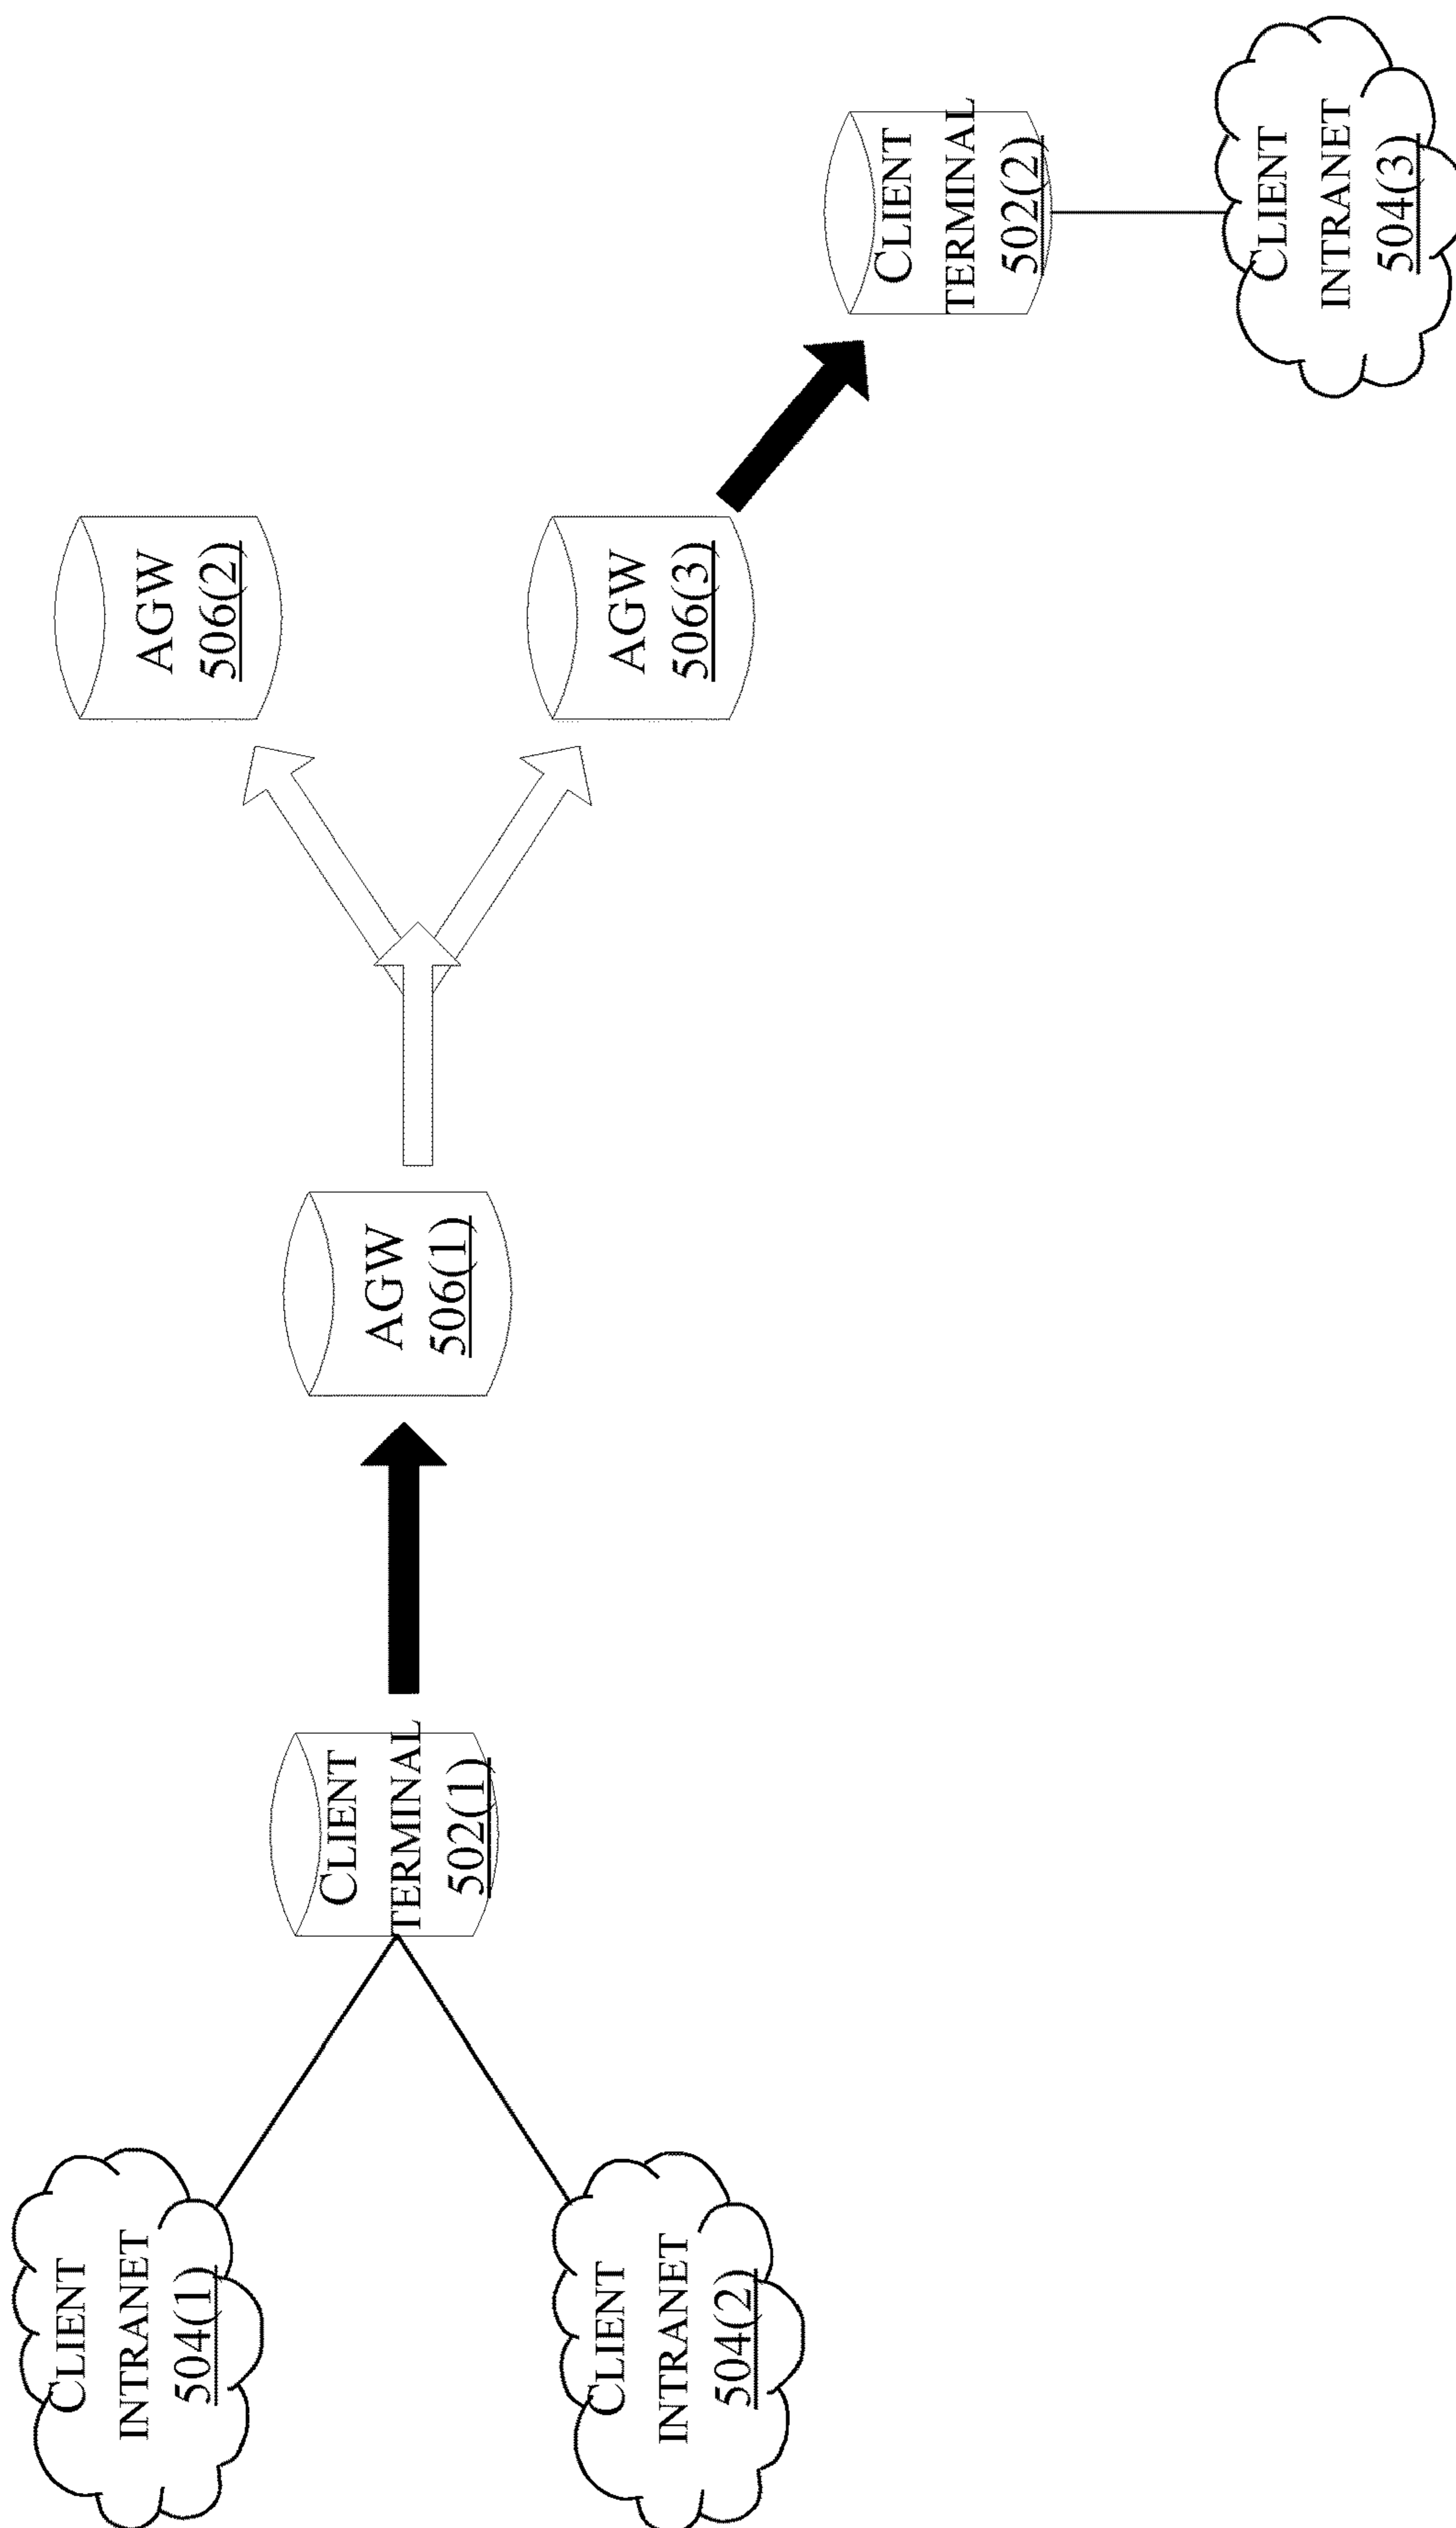 CLIENT
INTRANET
504(1)
CLIENT
INTRANET
504(2)
CLIENT
TERMINAL
502(1)
AGW
506(1)
AGW
506(2)
AGW
506(3)
CLIENT
TERMINAL
502(2)
CLIENT
INTRANET
504(3)